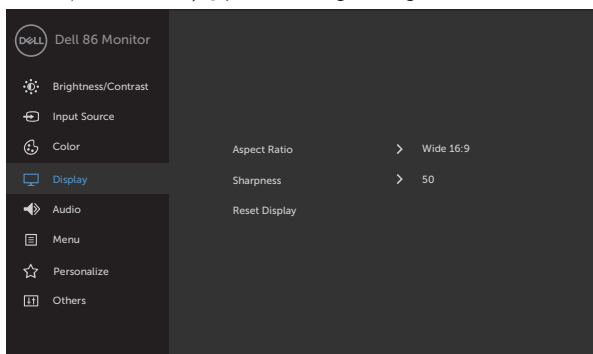 DELL Dell 86 Monitor
Brightness/Contrast
Input Source
Color
Aspect Ratio Wide 16:9
Display
Sharpness 50
Audio
Reset Display
Menu
Personalize
Others